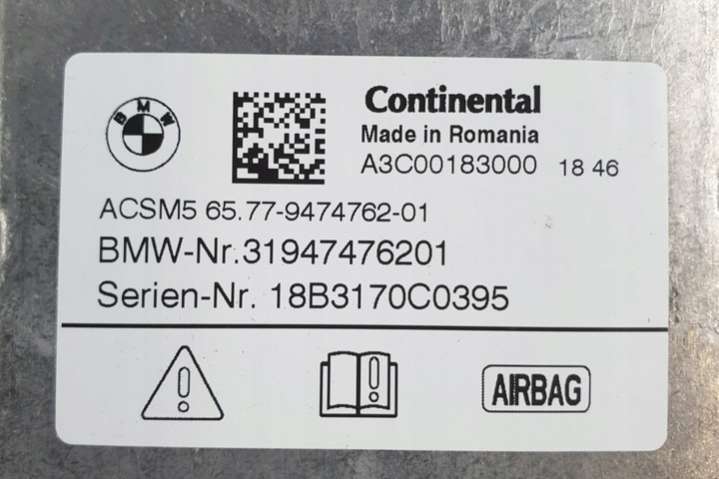 BMW
Continental
Made in Romania
A3C00183000 18 46
ACSM5 65.77-9474762-01
BMW-Nr.31947476201
Serien-Nr. 18B3170C0395
AIRBAG